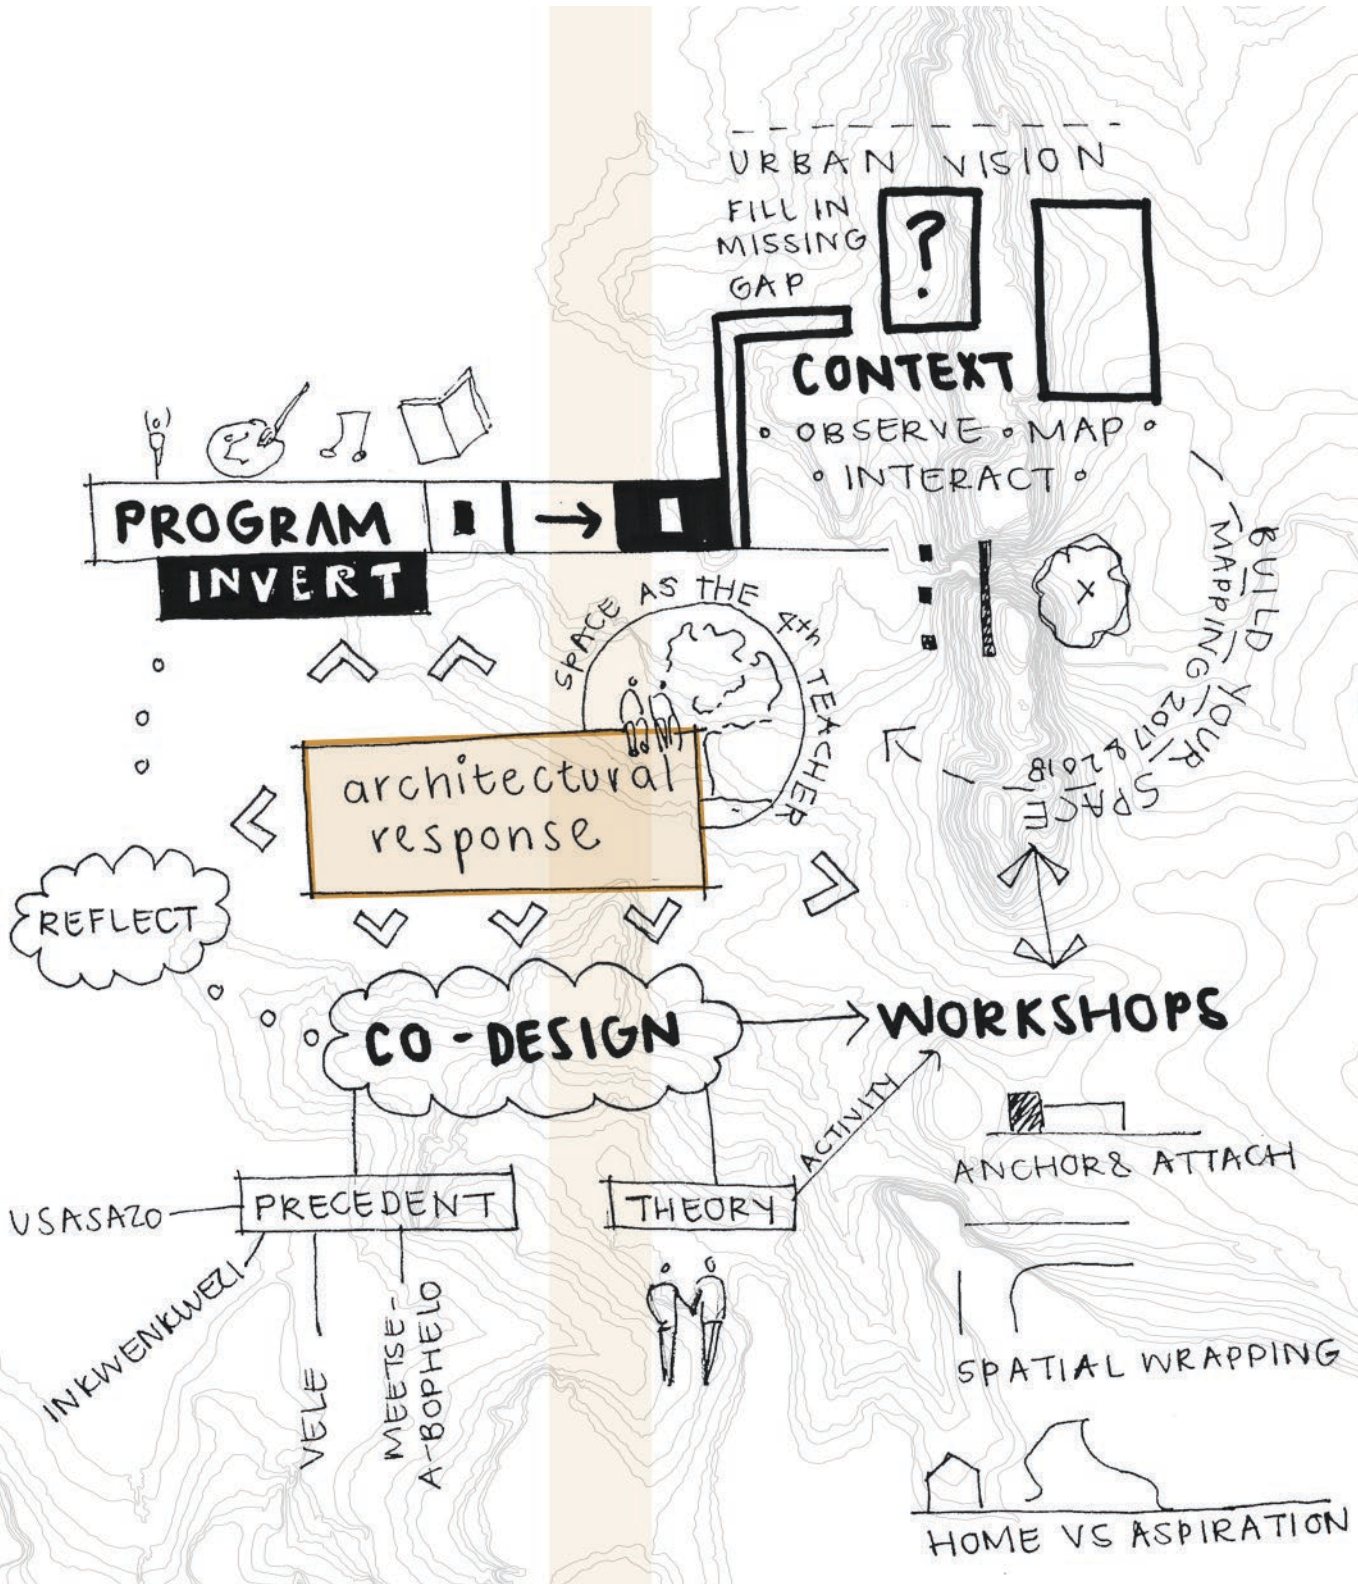 URBAN VISION
FILL IN
MISSING
GAP
?
CONTEXT
• OBSERVE • MAP •
• INTERACT •
PROGRAM
INVERT
SPACE AS THE 4th TEACHER
BUILD YOUR SPACE
MAPPING 2017 & 2018
X
architectural
response
REFLECT
CO-DESIGN
WORKSHOPS
ACTIVITY
ANCHOR & ATTACH
PRECEDENT
THEORY
USASAZO
INKWENKWEZI
VELE
MEETSE-
A-BOPHELO
SPATIAL WRAPPING
HOME VS ASPIRATION